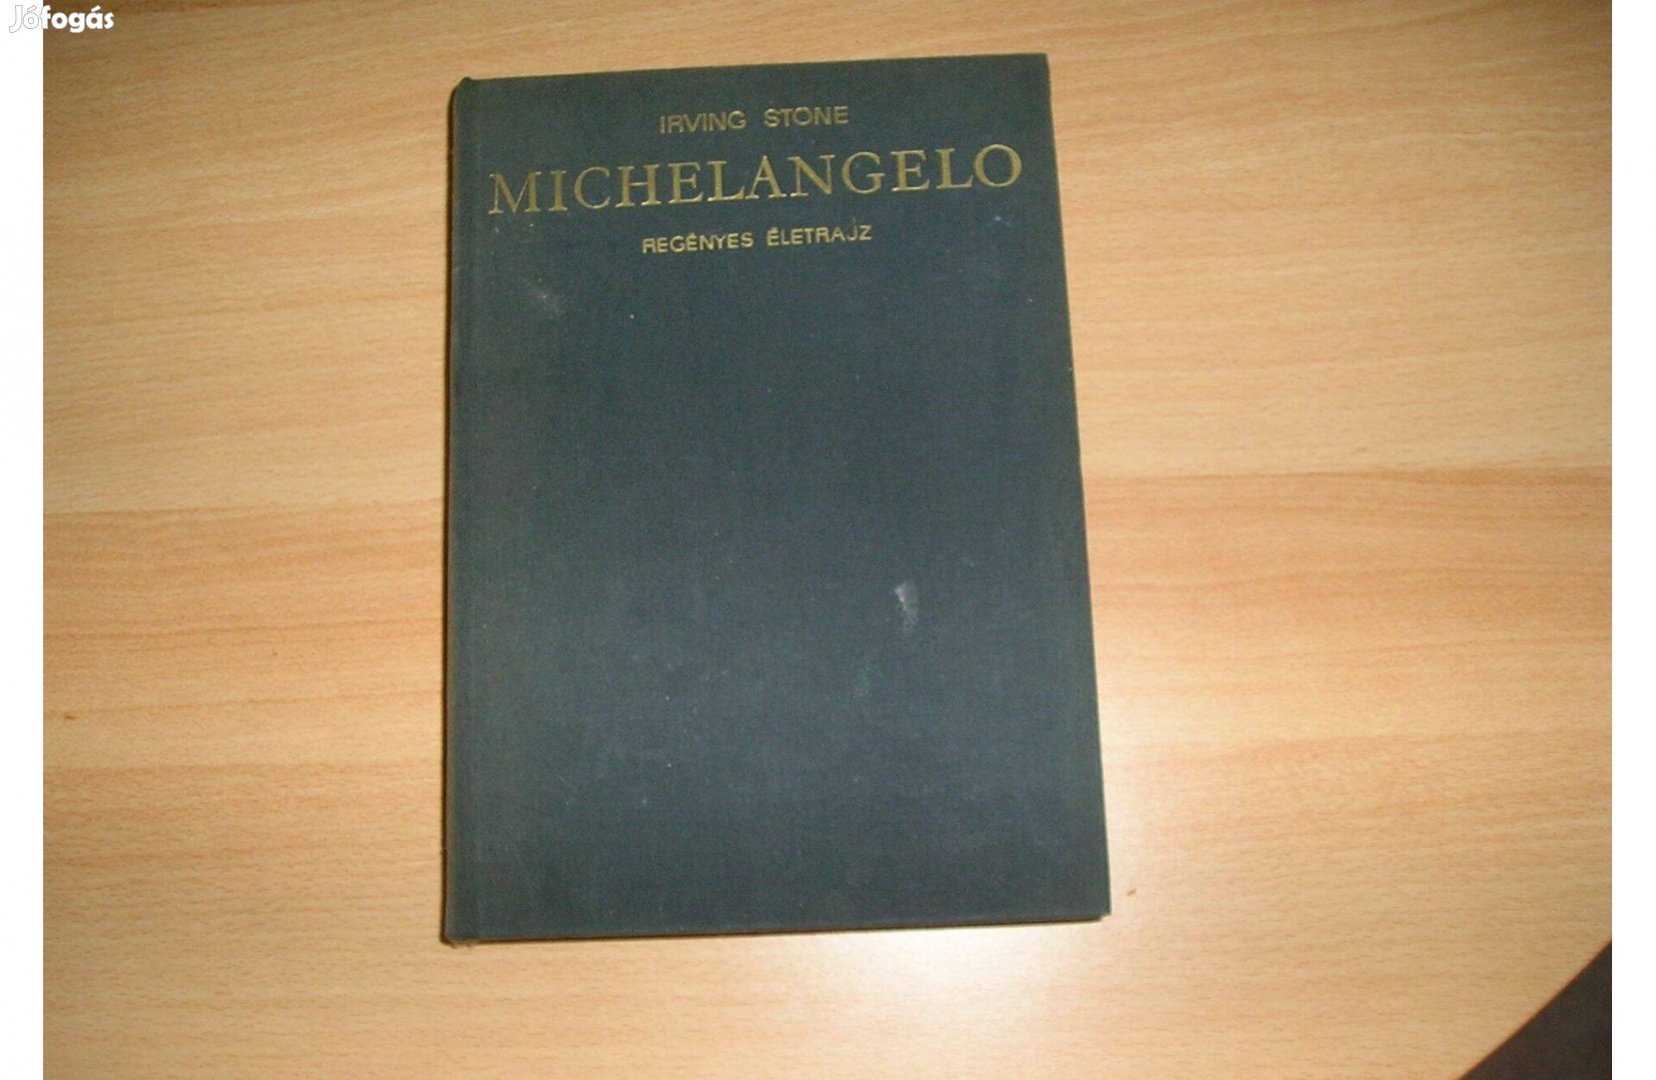 Jófogás
IRVING STONE
MICHELANGELO
REGÉNYES ÉLETRAJZ